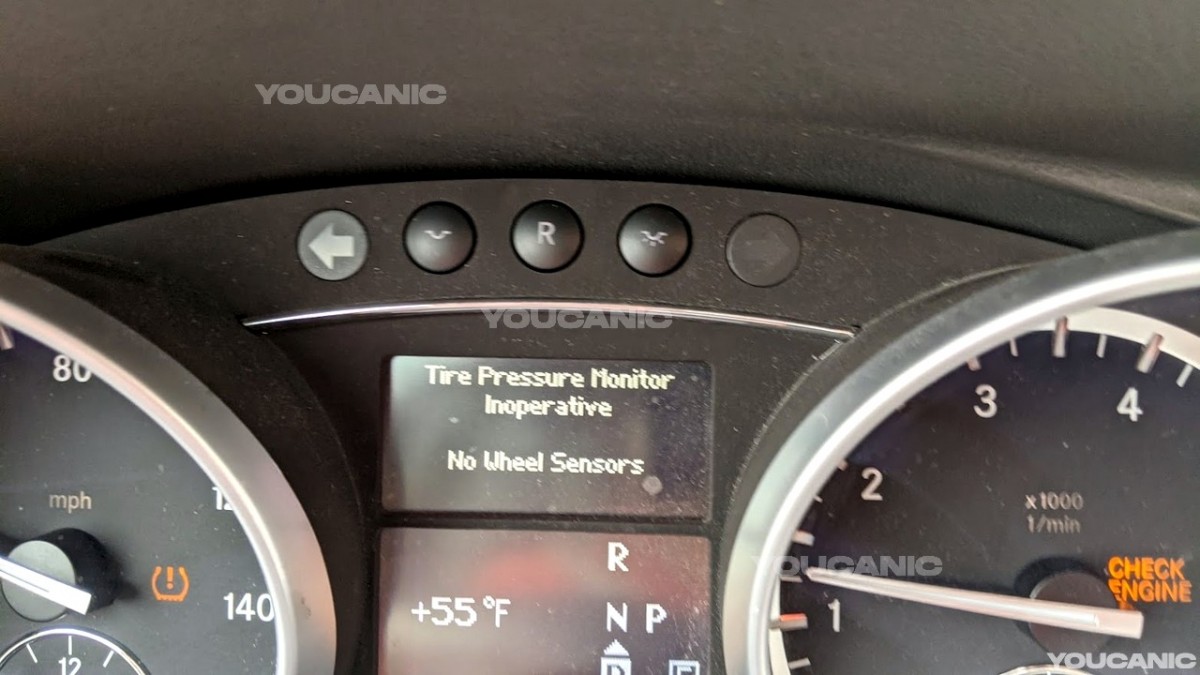 YOUCANIC
R
YOUCANIC
Tire Pressure Monitor
Inoperative
No Wheel Sensors
80
mph
140
12
+55°F
R
N P
D
3
4
2
x1000
1/min
1
YOUCANIC
CHECK
ENGINE
YOUCANIC